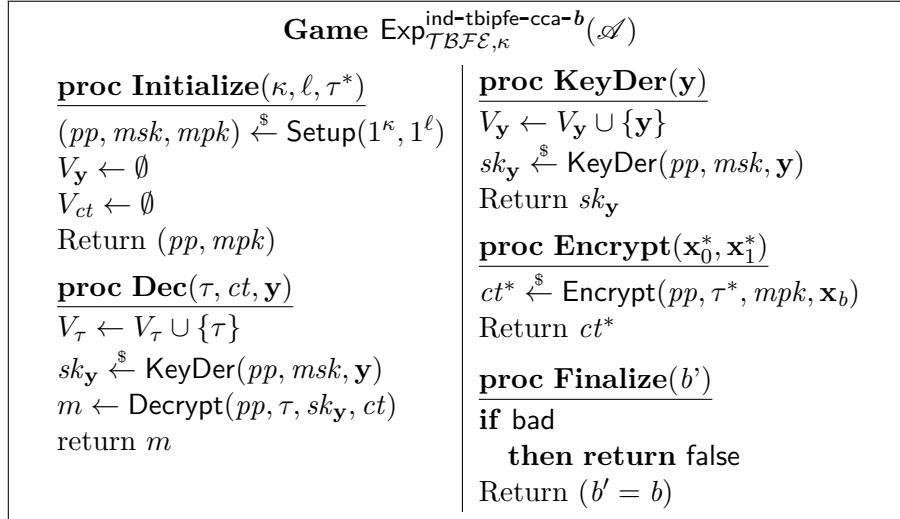 Game Exp^{ind-tbipfe-cca-b}_{𝒯ℬℱℰ,κ}(𝒜)
proc Initialize(κ, ℓ, τ*)
(pp, msk, mpk) ←$ Setup(1^κ, 1^ℓ)
V_y ← ∅
V_ct ← ∅
Return (pp, mpk)
proc Dec(τ, ct, y)
V_τ ← V_τ ∪ {τ}
sk_y ←$ KeyDer(pp, msk, y)
m ← Decrypt(pp, τ, sk_y, ct)
return m
proc KeyDer(y)
V_y ← V_y ∪ {y}
sk_y ←$ KeyDer(pp, msk, y)
Return sk_y
proc Encrypt(x*_0, x*_1)
ct* ←$ Encrypt(pp, τ*, mpk, x_b)
Return ct*
proc Finalize(b’)
if bad
then return false
Return (b′ = b)